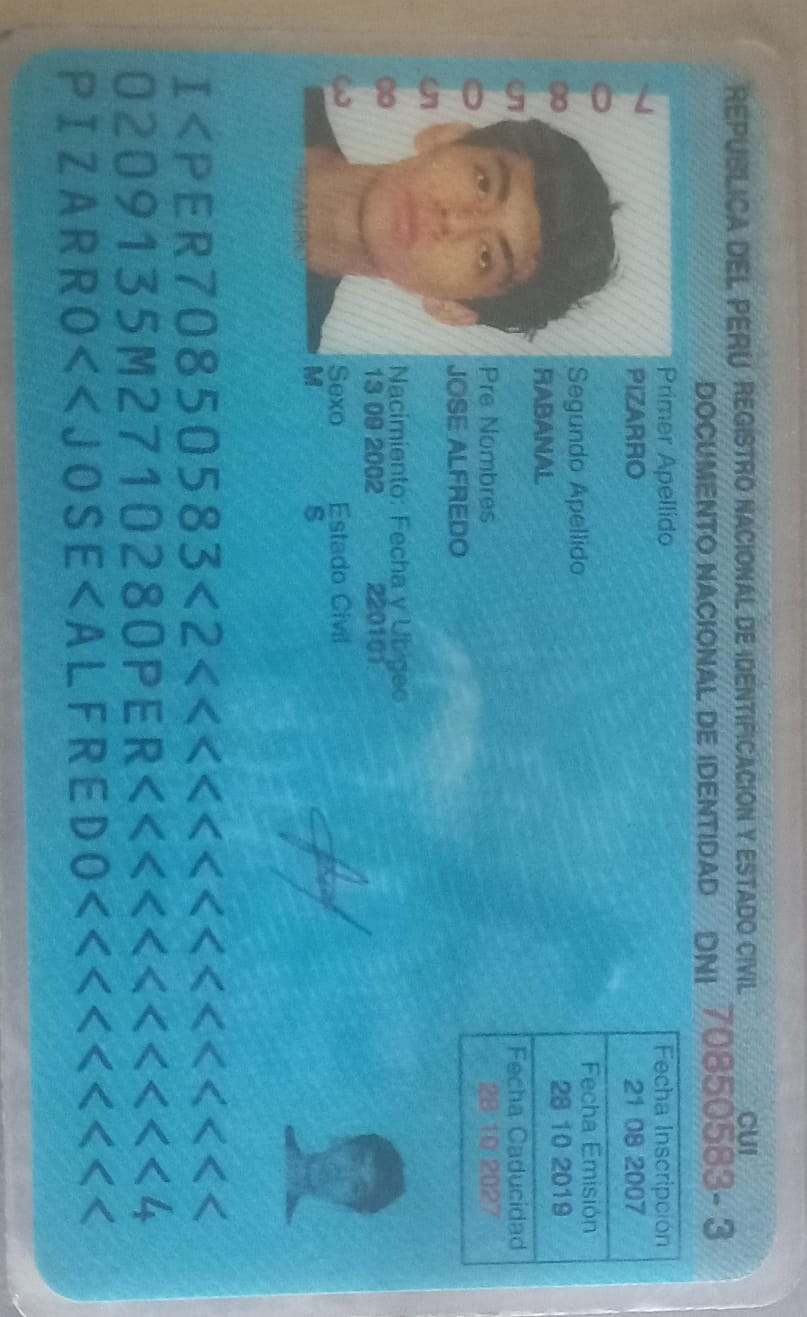 REPUBLICA DEL PERU REGISTRO NACIONAL DE IDENTIFICACION Y ESTADO CIVIL
CUI
DOCUMENTO NACIONAL DE IDENTIDAD DNI 70850583 - 3
70850583
Primer Apellido
PIZARRO
Segundo Apellido
RABANAL
Pre Nombres
JOSE ALFREDO
Nacimiento: Fecha y Ubigeo
13 09 2002 220101
Sexo Estado Civil
M S
Fecha Inscripción
21 08 2007
Fecha Emisión
28 10 2019
Fecha Caducidad
28 10 2027
I<PER70850583<2<<<<<<<<<<<<<<<
0209135M2710280PER<<<<<<<<<<<4
PIZARRO<<JOSE<ALFREDO<<<<<<<<<